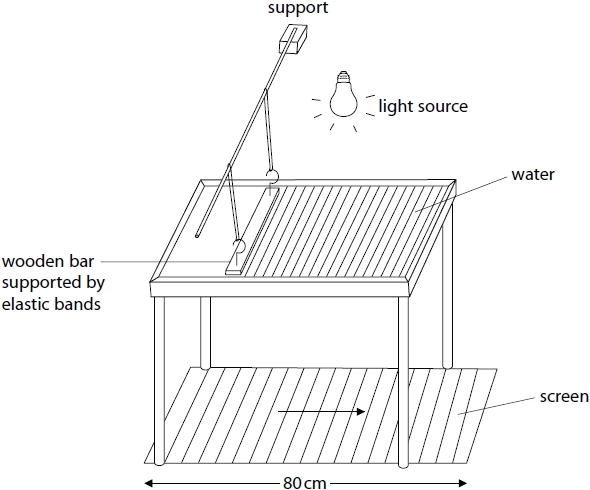 support
light source
water
wooden bar
supported by
elastic bands
screen
80 cm